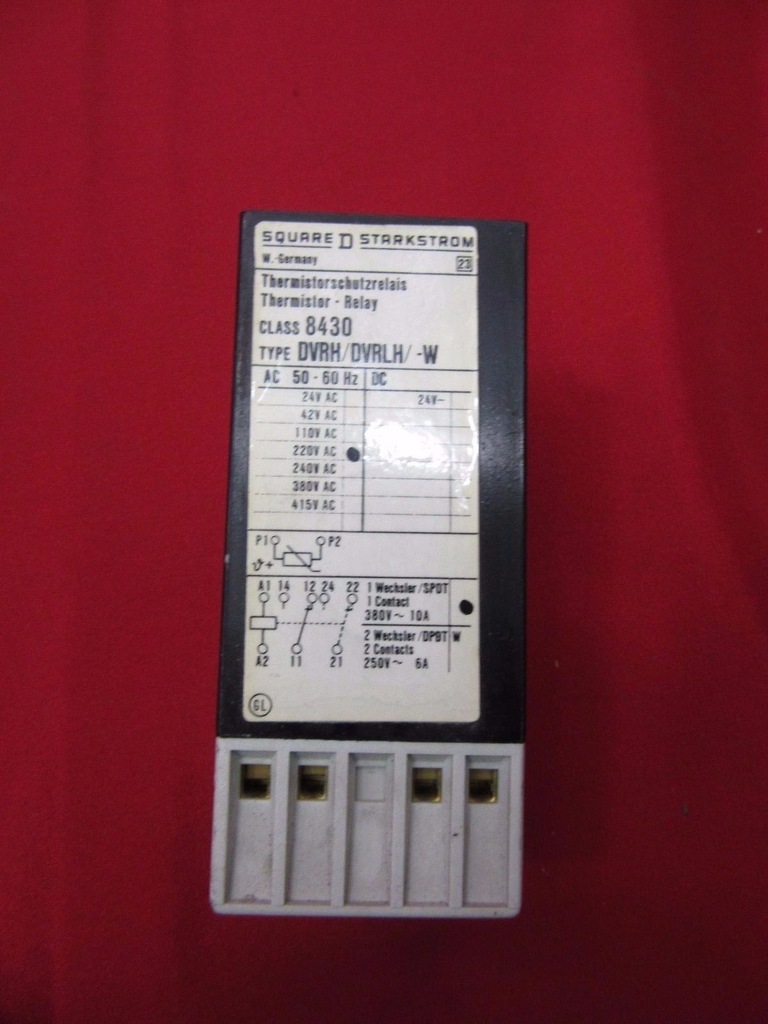 SQUARE D STARKSTROM
W.-Germany 23
Thermistorschutzrelais
Thermistor - Relay
CLASS 8430
TYPE DVRH/DVRLH/ -W
AC 50 - 60 Hz DC
24V AC 24V-
42V AC
110V AC
220V AC
240V AC
380V AC
415V AC
P1 P2
ϑ+
A1 14 12 24 22
1 Wechsler/SPDT
1 Contact
380V ~ 10A
2 Wechsler/DPDT W
2 Contacts
250V ~ 6A
A2 11 21
GL